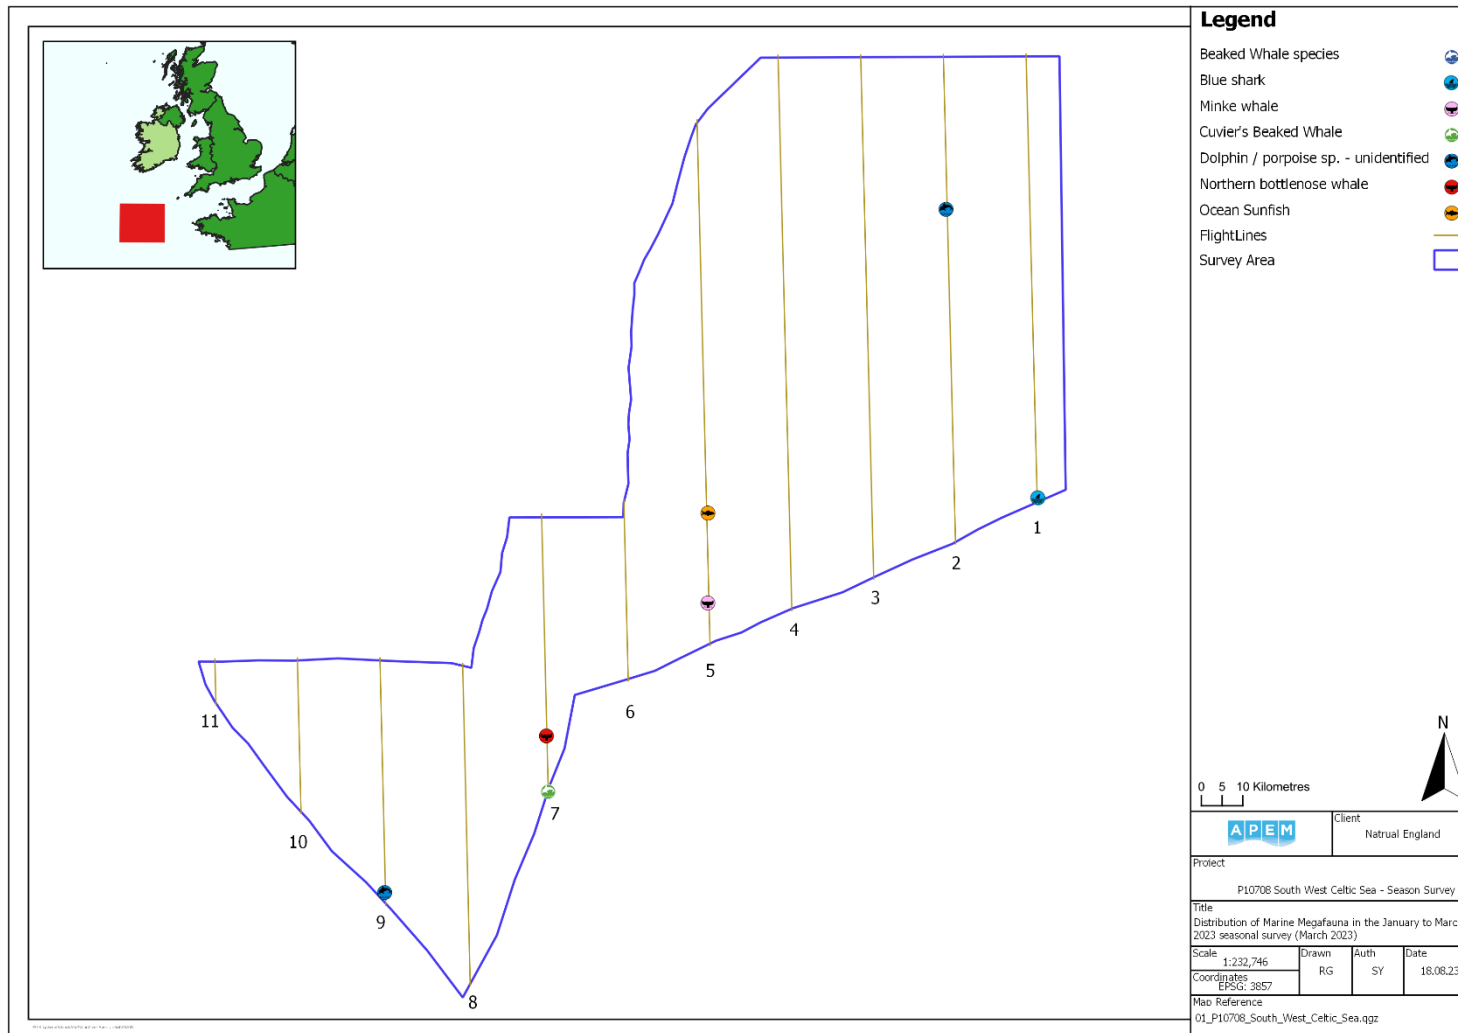 Legend
Beaked Whale species
Blue shark
Minke whale
Cuvier's Beaked Whale
Dolphin / porpoise sp. - unidentified
Northern bottlenose whale
Ocean Sunfish
FlightLines
Survey Area
1
2
3
4
5
6
7
8
9
10
11
N
0 5 10 Kilometres
APEM
Client
Natrual England
Project
P10708 South West Celtic Sea - Season Survey
Title
Distribution of Marine Megafauna in the January to Marc
2023 seasonal survey (March 2023)
Scale
1:232,746
Coordinates
EPSG: 3857
Drawn
RG
Auth
SY
Date
18.08.23
Map Reference
01_P10708_South_West_Celtic_Sea.qgz